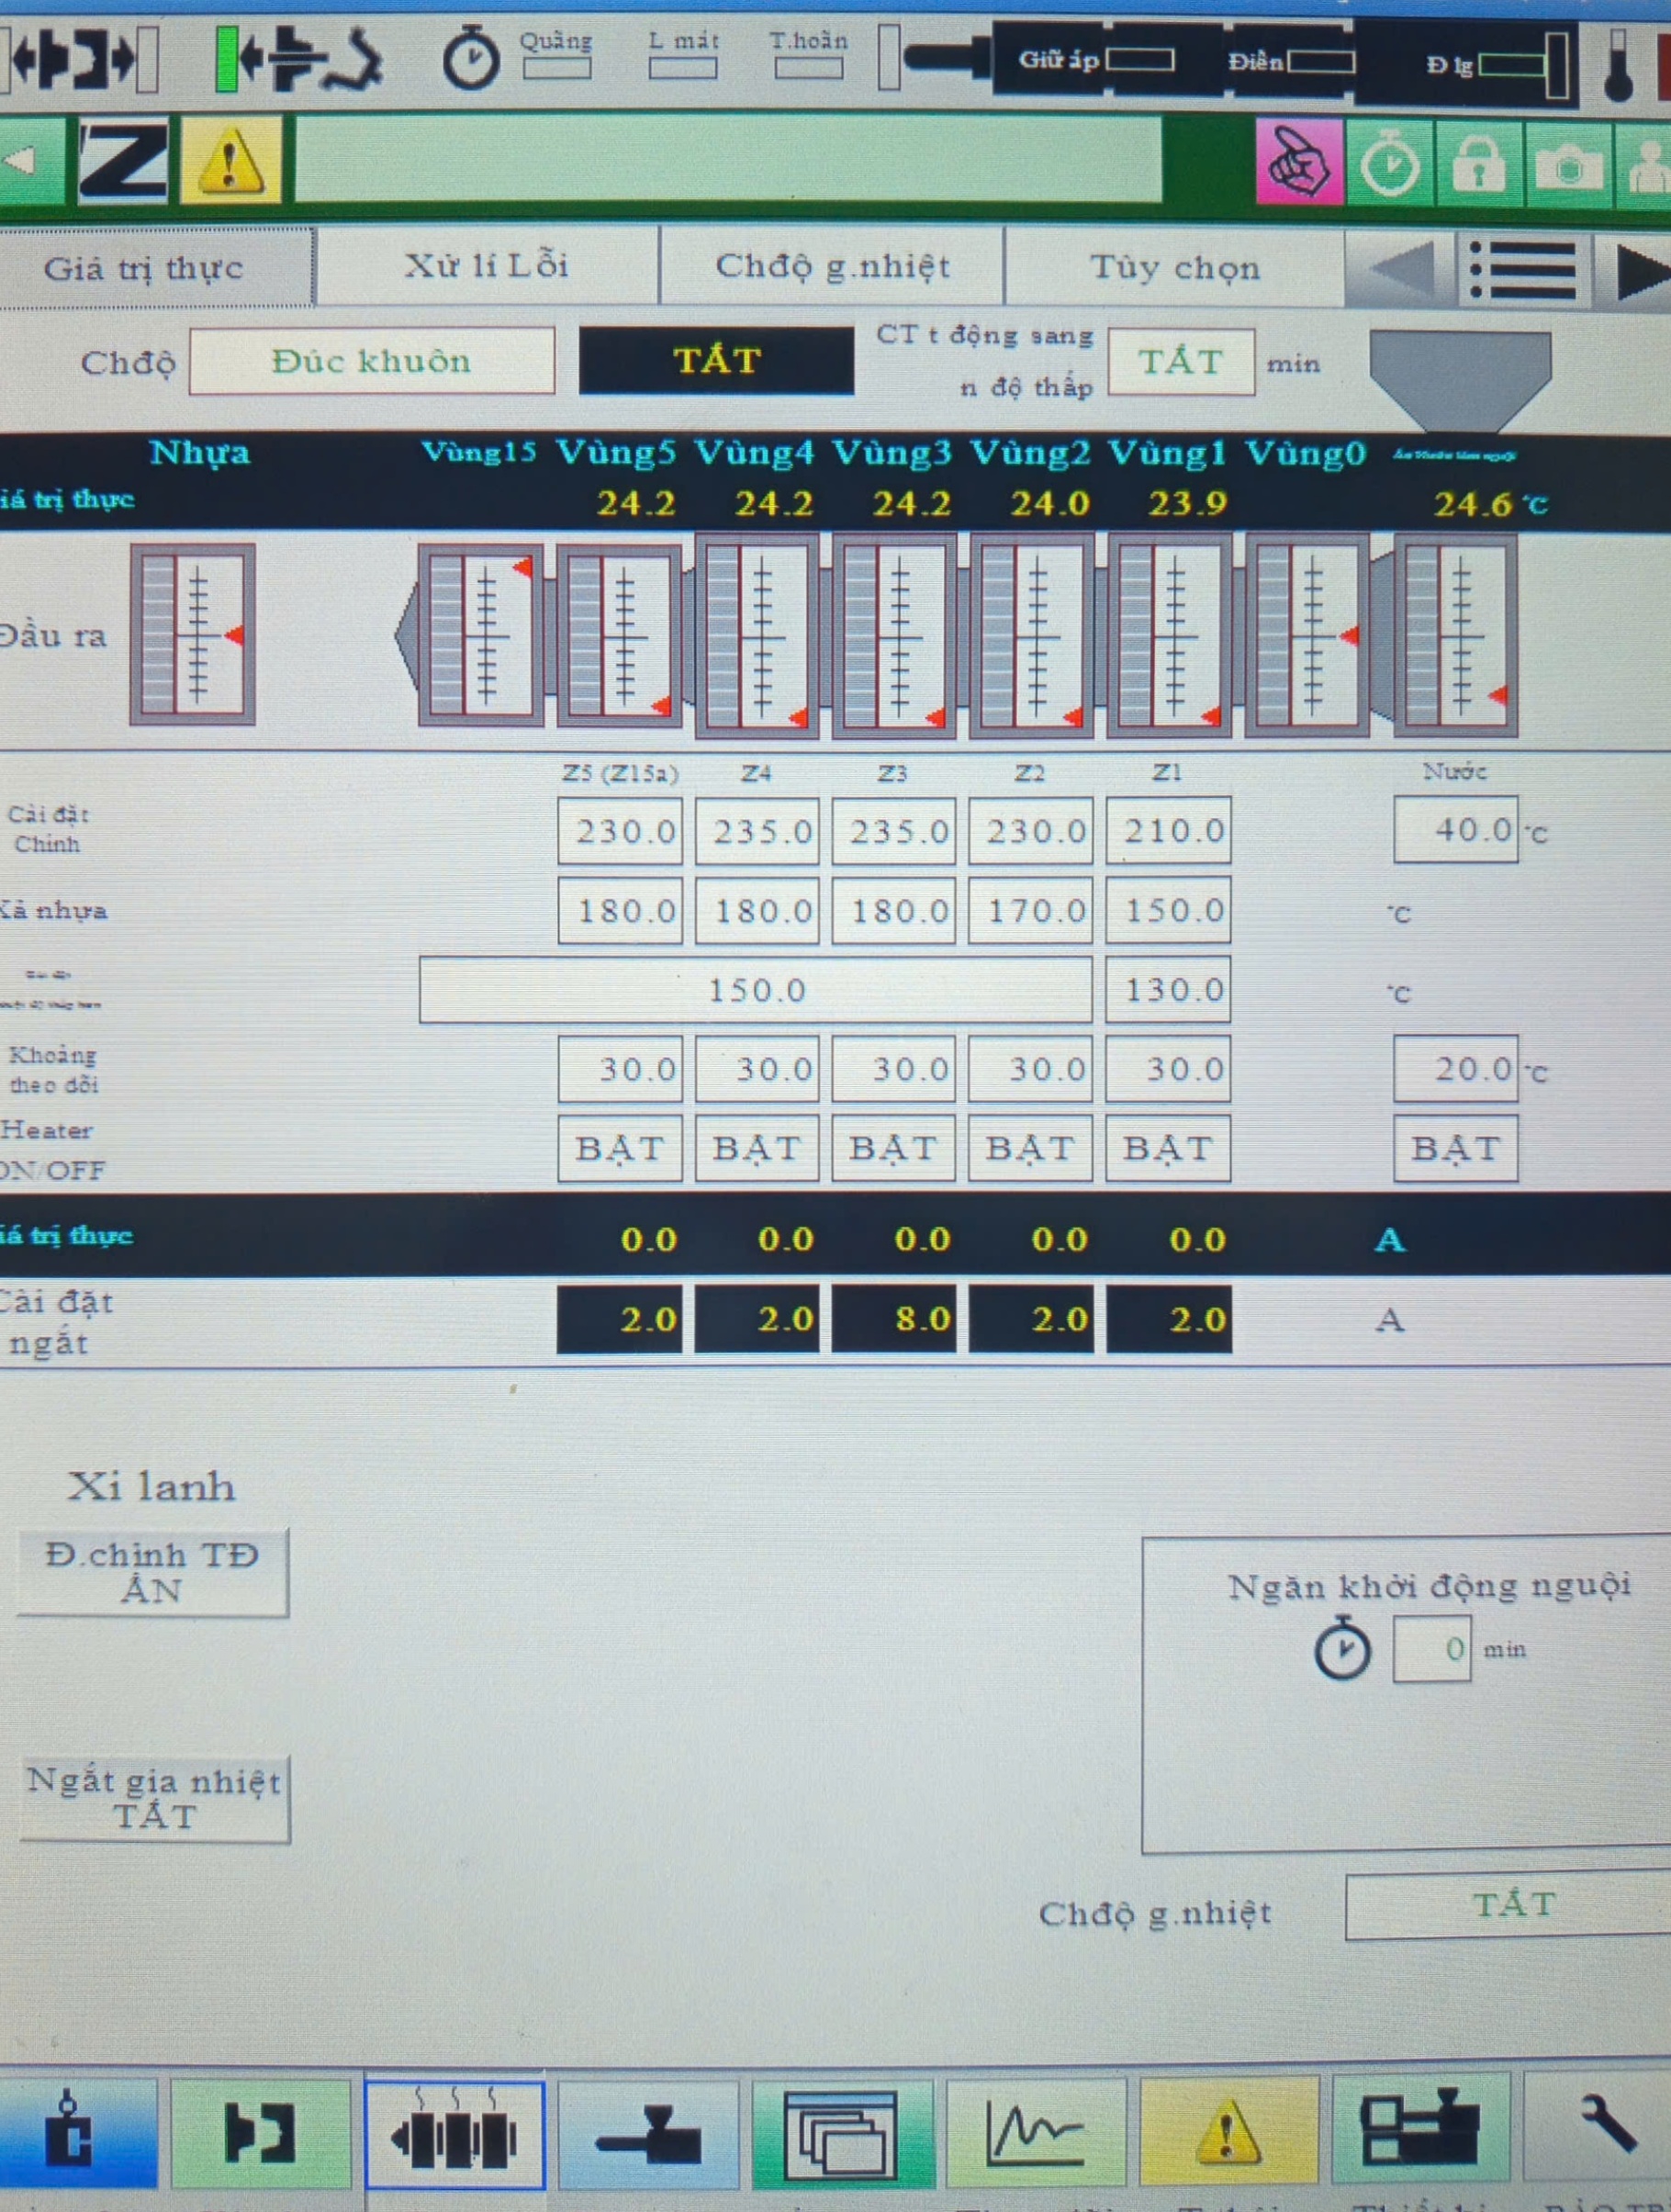 Quãng L mát T.hoãn Giữ áp Điền Đ lg
Giá trị thực Xử lí Lỗi Chđộ g.nhiệt Tùy chọn
Chđộ Đúc khuôn TẮT CT t động sang TẮT min
n độ thấp
Nhựa Vùng15 Vùng5 Vùng4 Vùng3 Vùng2 Vùng1 Vùng0
iá trị thực 24.2 24.2 24.2 24.0 23.9 24.6 °C
Đầu ra
Z5 (Z15a) Z4 Z3 Z2 Z1 Nước
Cài đặt
Chính 230.0 235.0 235.0 230.0 210.0 40.0 °C
Xả nhựa 180.0 180.0 180.0 170.0 150.0 °C
150.0 130.0 °C
Khoảng
theo dõi 30.0 30.0 30.0 30.0 30.0 20.0 °C
Heater
ON/OFF BẬT BẬT BẬT BẬT BẬT BẬT
iá trị thực 0.0 0.0 0.0 0.0 0.0 A
Cài đặt
ngắt 2.0 2.0 8.0 2.0 2.0 A
Xi lanh
Đ.chỉnh TĐ
ẤN
Ngăn khởi động nguội
0 min
Ngắt gia nhiệt
TẮT
Chđộ g.nhiệt TẮT